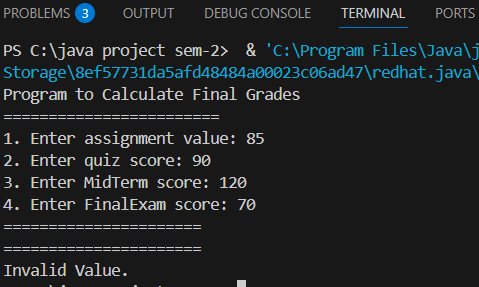 PROBLEMS 3 OUTPUT DEBUG CONSOLE TERMINAL PORTS
PS C:\java project sem-2> & 'C:\Program Files\Java\j
Storage\8ef57731da5afd48484a00023c06ad47\redhat.java\
Program to Calculate Final Grades
========================
1. Enter assignment value: 85
2. Enter quiz score: 90
3. Enter MidTerm score: 120
4. Enter FinalExam score: 70
======================
======================
Invalid Value.